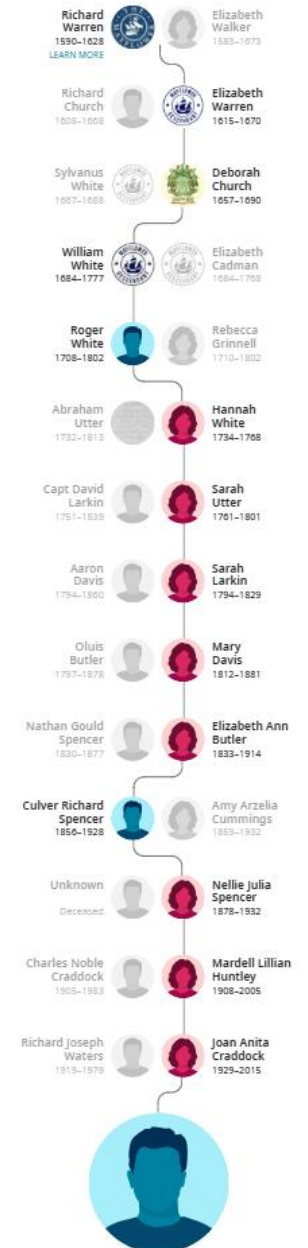 Richard
Warren
1590–1628
LEARN MORE
Elizabeth
Walker
1583–1673
Richard
Church
1608–1668
Elizabeth
Warren
1615–1670
Sylvanus
White
1667–1688
Deborah
Church
1657–1690
William
White
1684–1777
Elizabeth
Cadman
1684–1768
Roger
White
1708–1802
Rebecca
Grinnell
1710–1802
Abraham
Utter
1732–1813
Hannah
White
1734–1768
Capt David
Larkin
1751–1839
Sarah
Utter
1761–1801
Aaron
Davis
1794–1860
Sarah
Larkin
1794–1829
Oluis
Butler
1797–1878
Mary
Davis
1812–1881
Nathan Gould
Spencer
1830–1877
Elizabeth Ann
Butler
1833–1914
Culver Richard
Spencer
1856–1928
Amy Arzelia
Cummings
1859–1932
Unknown
Deceased
Nellie Julia
Spencer
1878–1932
Charles Noble
Craddock
1905–1983
Mardell Lillian
Huntley
1908–2005
Richard Joseph
Waters
1919–1979
Joan Anita
Craddock
1929–2015